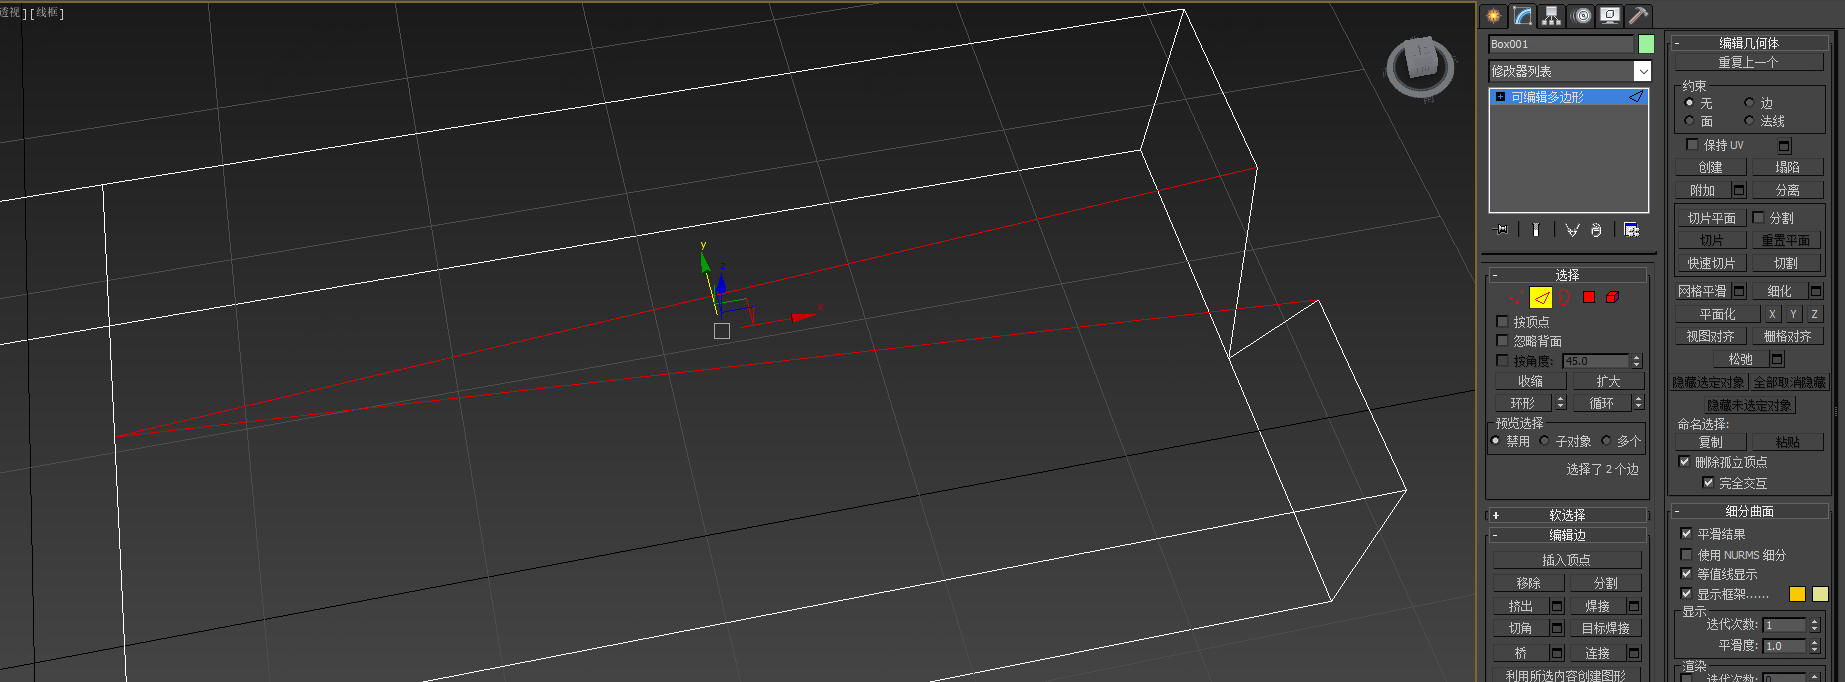 透视 ] [ 线框 ]
y
z
x
Box001
修改器列表
可编辑多边形
选择
按顶点
忽略背面
按角度: 45.0
收缩 扩大
环形 循环
预览选择
禁用 子对象 多个
选择了 2 个边
+ 软选择
- 编辑边
插入顶点
移除 分割
挤出 焊接
切角 目标焊接
桥 连接
利用所选内容创建图形
- 编辑几何体
重复上一个
约束
无 边
面 法线
保持 UV
创建 塌陷
附加 分离
切片平面 分割
切片 重置平面
快速切片 切割
网格平滑 细化
平面化 X Y Z
视图对齐 栅格对齐
松弛
隐藏选定对象 全部取消隐藏
隐藏未选定对象
命名选择:
复制 粘贴
删除孤立顶点
完全交互
- 细分曲面
平滑结果
使用 NURMS 细分
等值线显示
显示框架......
显示
迭代次数: 1
平滑度: 1.0
渲染
迭代次数: 0